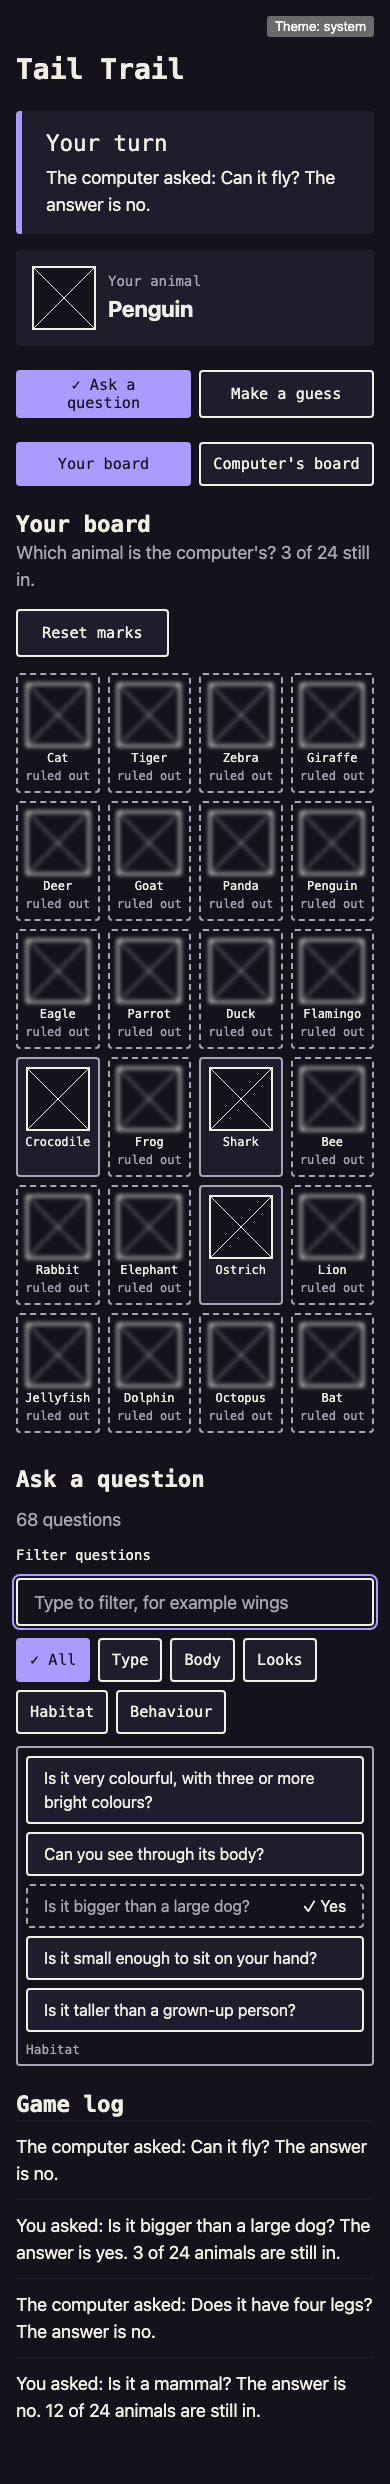 Theme: system
Tail Trail
Your turn
The computer asked: Can it fly? The
answer is no.
Your animal
Penguin
✓ Ask a
question
Make a guess
Your board
Computer's board
Your board
Which animal is the computer's? 3 of 24 still
in.
Reset marks
Cat
ruled out
Tiger
ruled out
Zebra
ruled out
Giraffe
ruled out
Deer
ruled out
Goat
ruled out
Panda
ruled out
Penguin
ruled out
Eagle
ruled out
Parrot
ruled out
Duck
ruled out
Flamingo
ruled out
Crocodile
Frog
ruled out
Shark
Bee
ruled out
Rabbit
ruled out
Elephant
ruled out
Ostrich
Lion
ruled out
Jellyfish
ruled out
Dolphin
ruled out
Octopus
ruled out
Bat
ruled out
Ask a question
68 questions
Filter questions
Type to filter, for example wings
✓ All
Type
Body
Looks
Habitat
Behaviour
Is it very colourful, with three or more
bright colours?
Can you see through its body?
Is it bigger than a large dog? ✓ Yes
Is it small enough to sit on your hand?
Is it taller than a grown-up person?
Habitat
Game log
The computer asked: Can it fly? The answer
is no.
You asked: Is it bigger than a large dog? The
answer is yes. 3 of 24 animals are still in.
The computer asked: Does it have four legs?
The answer is no.
You asked: Is it a mammal? The answer is
no. 12 of 24 animals are still in.